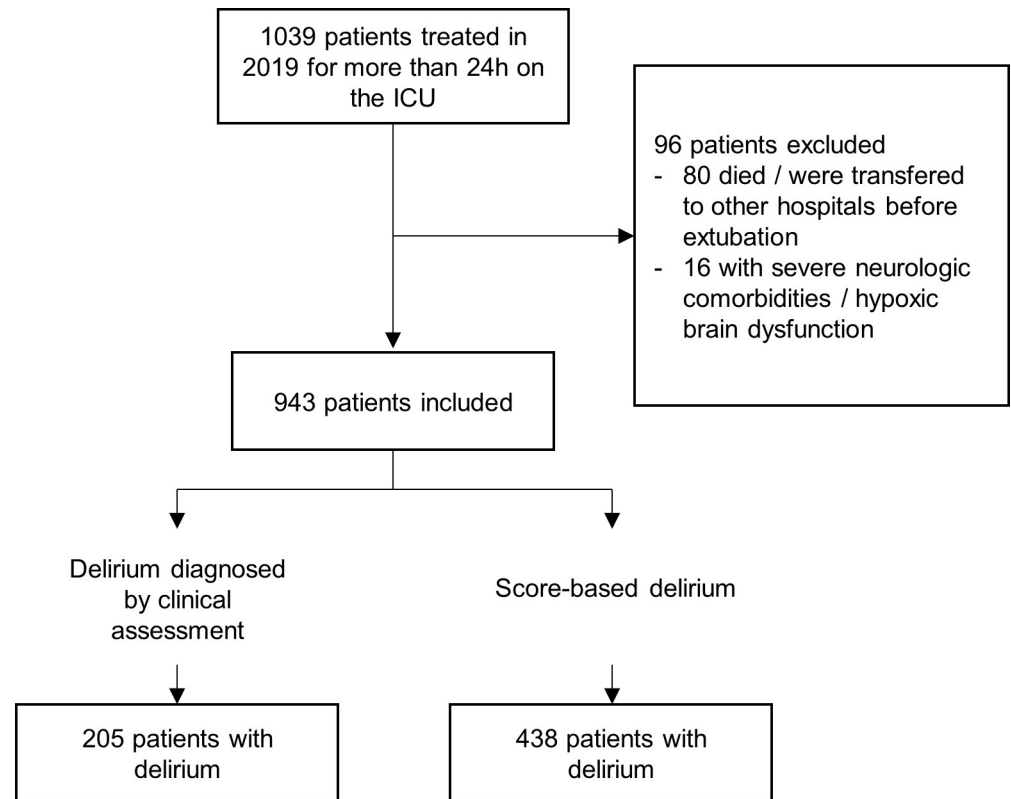 1039 patients treated in
2019 for more than 24h on
the ICU
96 patients excluded
- 80 died / were transfered
to other hospitals before
extubation
- 16 with severe neurologic
comorbidities / hypoxic
brain dysfunction
943 patients included
Delirium diagnosed
by clinical
assessment
Score-based delirium
205 patients with
delirium
438 patients with
delirium